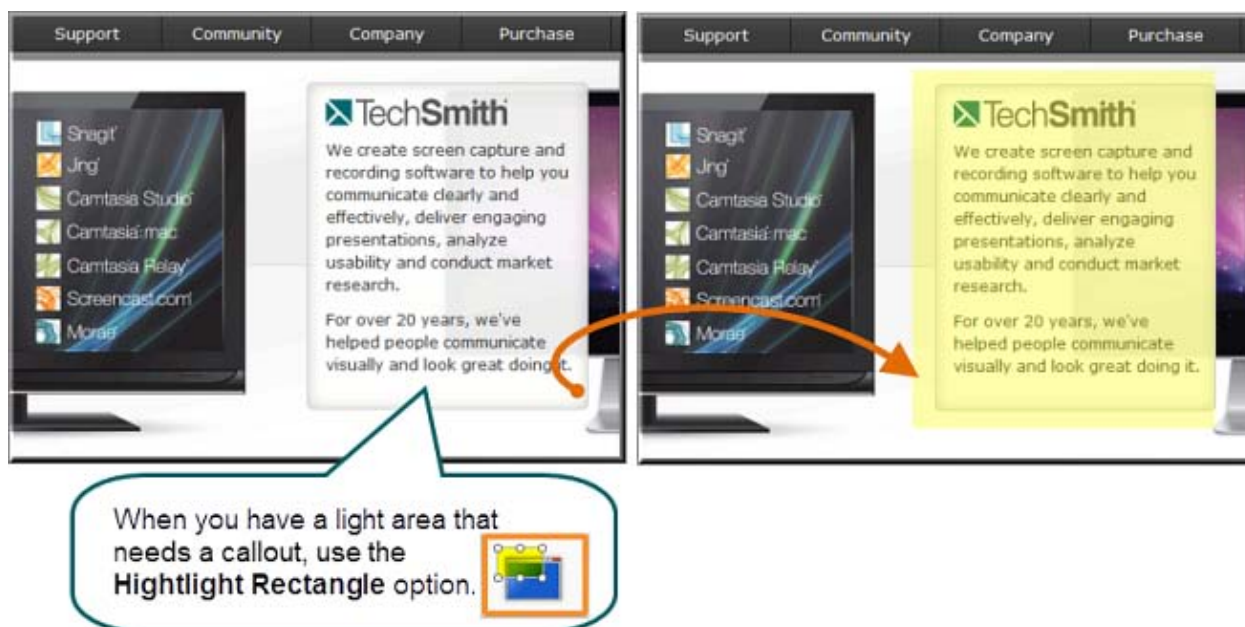 Support Community Company Purchase
Snagit
Jing
Camtasia Studio
Camtasia:mac
Camtasia Relay
Screencast.com
Morae
TechSmith
We create screen capture and
recording software to help you
communicate clearly and
effectively, deliver engaging
presentations, analyze
usability and conduct market
research.
For over 20 years, we've
helped people communicate
visually and look great doing it.
Support Community Company Purchase
Snagit
Jing
Camtasia Studio
Camtasia:mac
Camtasia Relay
Screencast.com
Morae
TechSmith
We create screen capture and
recording software to help you
communicate clearly and
effectively, deliver engaging
presentations, analyze
usability and conduct market
research.
For over 20 years, we've
helped people communicate
visually and look great doing it.
When you have a light area that
needs a callout, use the
Hightlight Rectangle option.